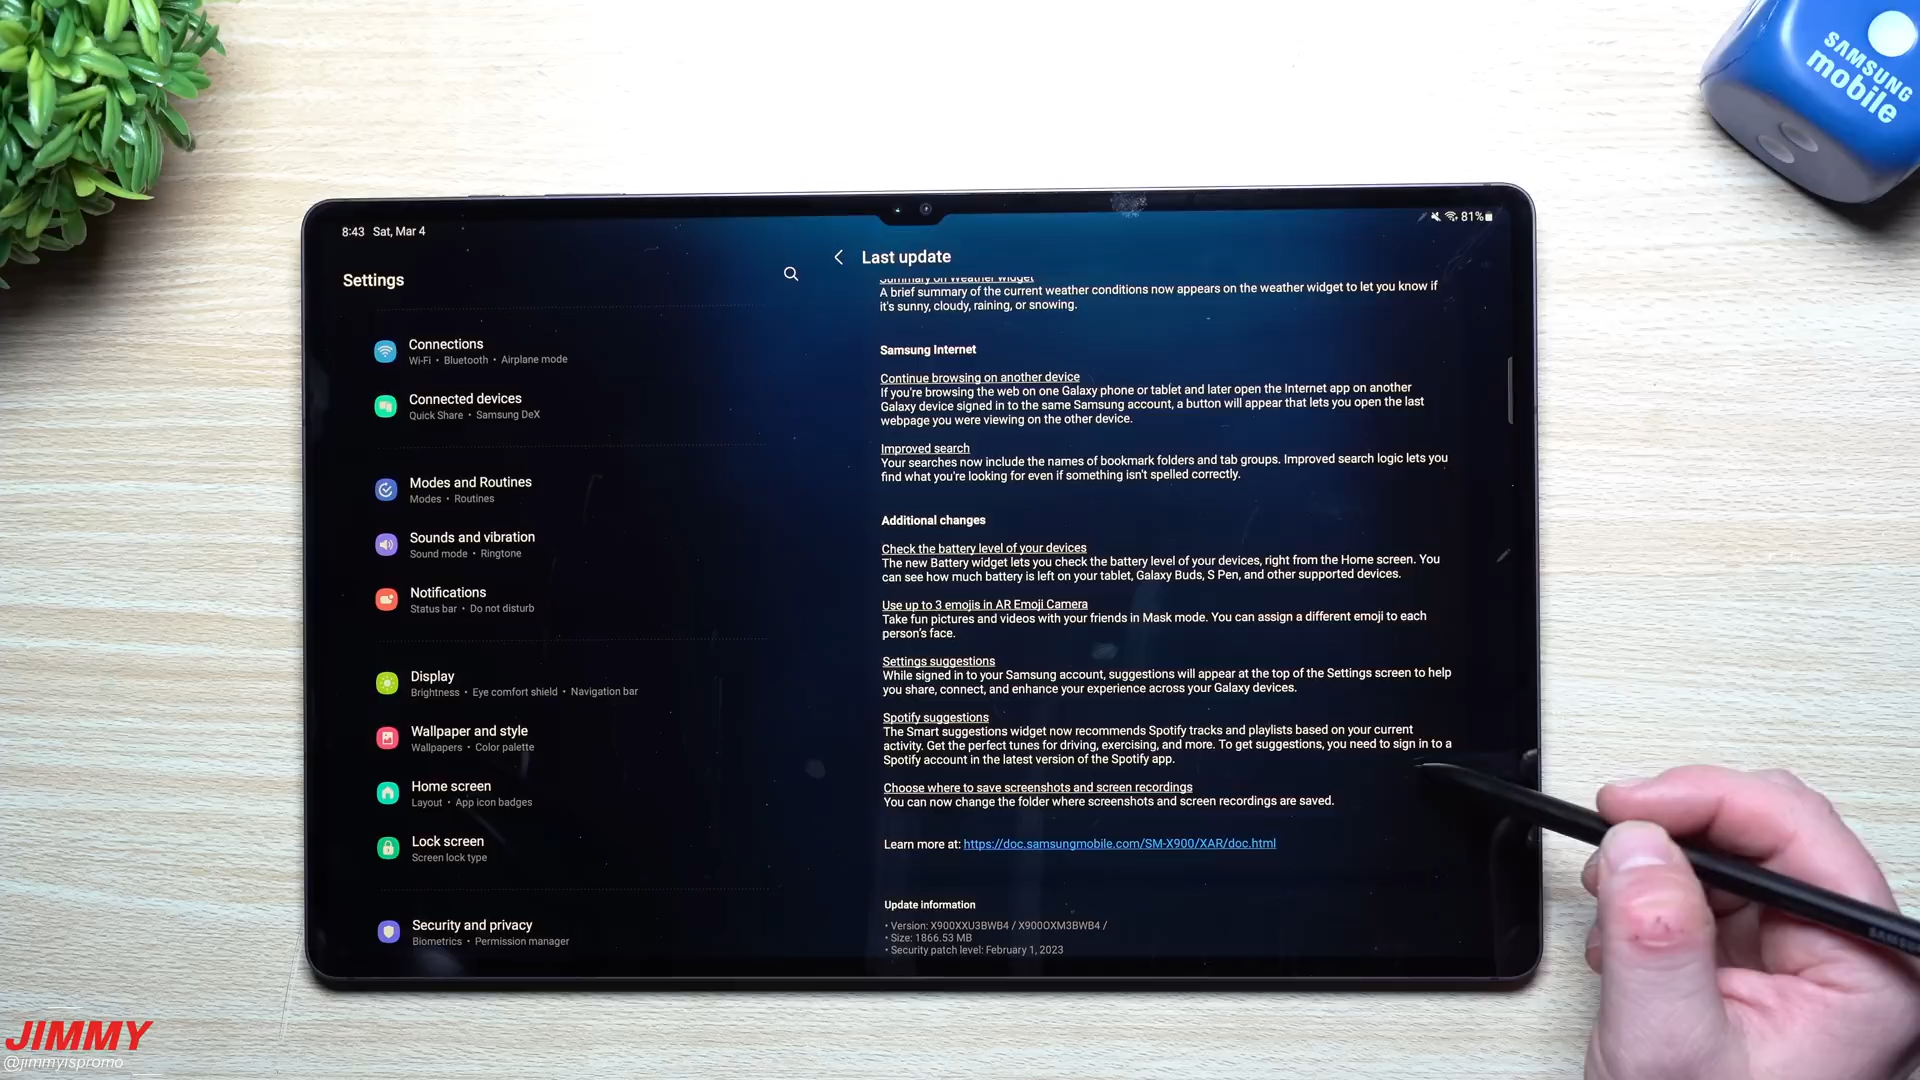 SAMSUNG
mobile
8:43 Sat, Mar 4
81%
Settings
Connections
Wi-Fi • Bluetooth • Airplane mode
Connected devices
Quick Share • Samsung DeX
Modes and Routines
Modes • Routines
Sounds and vibration
Sound mode • Ringtone
Notifications
Status bar • Do not disturb
Display
Brightness • Eye comfort shield • Navigation bar
Wallpaper and style
Wallpapers • Color palette
Home screen
Layout • App icon badges
Lock screen
Screen lock type
Security and privacy
Biometrics • Permission manager
Last update
Summary on Weather widget
A brief summary of the current weather conditions now appears on the weather widget to let you know if
it's sunny, cloudy, raining, or snowing.
Samsung Internet
Continue browsing on another device
If you're browsing the web on one Galaxy phone or tablet and later open the Internet app on another
Galaxy device signed in to the same Samsung account, a button will appear that lets you open the last
webpage you were viewing on the other device.
Improved search
Your searches now include the names of bookmark folders and tab groups. Improved search logic lets you
find what you're looking for even if something isn't spelled correctly.
Additional changes
Check the battery level of your devices
The new Battery widget lets you check the battery level of your devices, right from the Home screen. You
can see how much battery is left on your tablet, Galaxy Buds, S Pen, and other supported devices.
Use up to 3 emojis in AR Emoji Camera
Take fun pictures and videos with your friends in Mask mode. You can assign a different emoji to each
person's face.
Settings suggestions
While signed in to your Samsung account, suggestions will appear at the top of the Settings screen to help
you share, connect, and enhance your experience across your Galaxy devices.
Spotify suggestions
The Smart suggestions widget now recommends Spotify tracks and playlists based on your current
activity. Get the perfect tunes for driving, exercising, and more. To get suggestions, you need to sign in to a
Spotify account in the latest version of the Spotify app.
Choose where to save screenshots and screen recordings
You can now change the folder where screenshots and screen recordings are saved.
Learn more at: https://doc.samsungmobile.com/SM-X900/XAR/doc.html
Update information
• Version: X900XXU3BWB4 / X900OXM3BWB4 /
• Size: 1866.53 MB
• Security patch level: February 1, 2023
SAMSUNG
JIMMY
@jimmyispromo